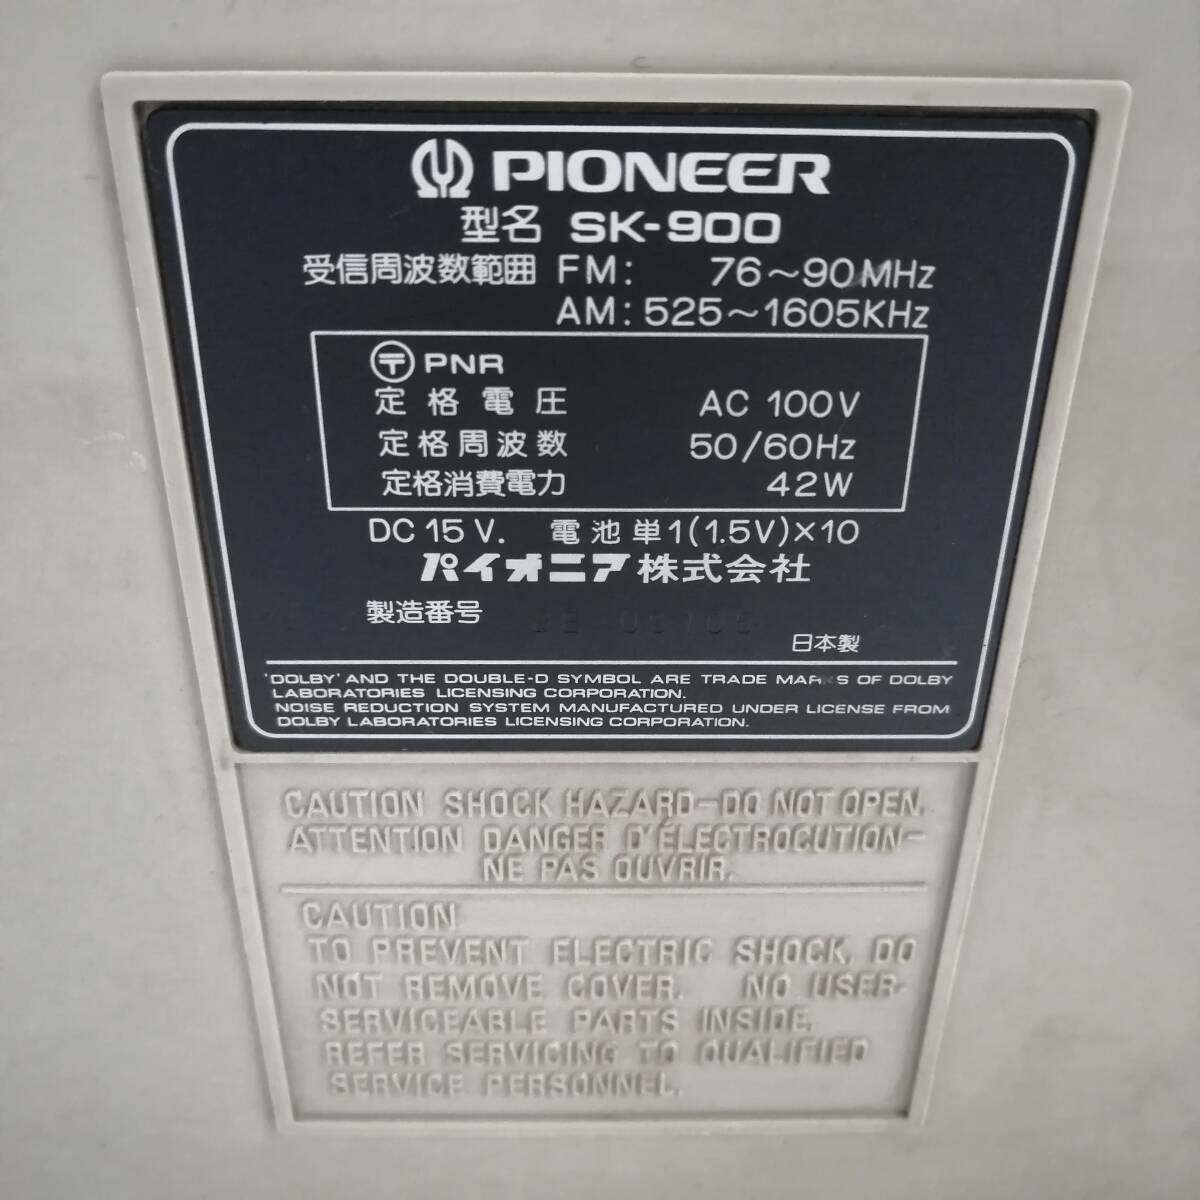 PIONEER
型名 SK-900
受信周波数範囲 FM: 76～90MHz
AM: 525～1605KHz
〒 PNR
定格電圧 AC 100V
定格周波数 50/60Hz
定格消費電力 42W
DC 15 V. 電池単1(1.5V)×10
パイオニア株式会社
製造番号
日本製
'DOLBY' AND THE DOUBLE-D SYMBOL ARE TRADE MARKS OF DOLBY
LABORATORIES LICENSING CORPORATION.
NOISE REDUCTION SYSTEM MANUFACTURED UNDER LICENSE FROM
DOLBY LABORATORIES LICENSING CORPORATION.
CAUTION SHOCK HAZARD-DO NOT OPEN.
ATTENTION DANGER D'ÉLECTROCUTION-
NE PAS OUVRIR.
CAUTION
TO PREVENT ELECTRIC SHOCK, DO
NOT REMOVE COVER. NO USER-
SERVICEABLE PARTS INSIDE.
REFER SERVICING TO QUALIFIED
SERVICE PERSONNEL.